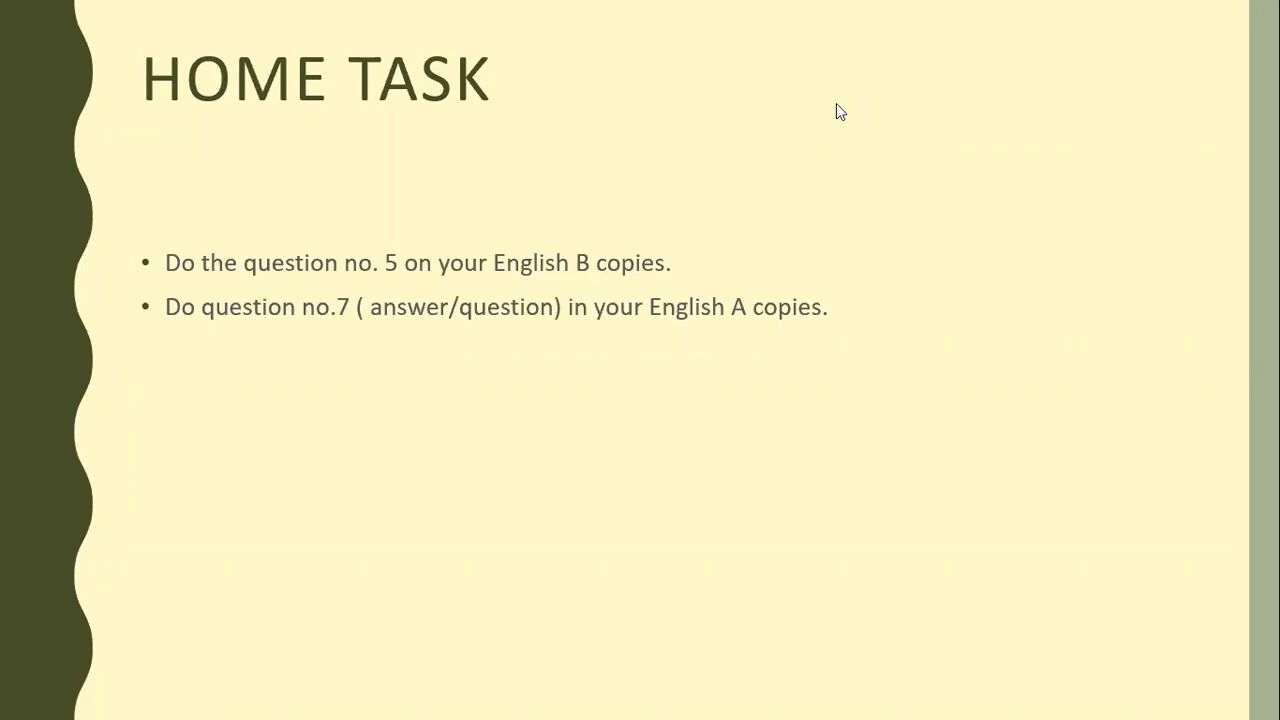 HOME TASK
• Do the question no. 5 on your English B copies.
• Do question no.7 ( answer/question) in your English A copies.